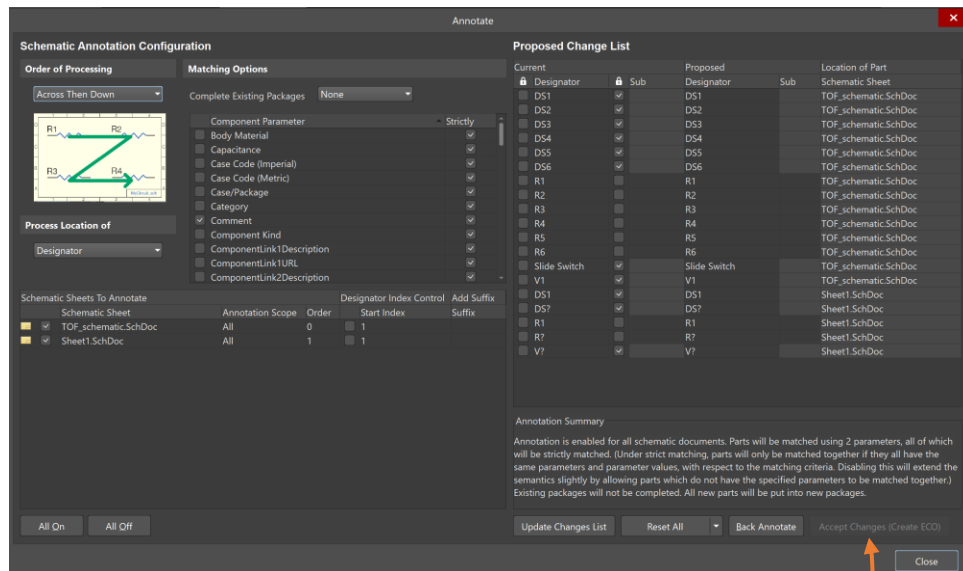 Annotate
Schematic Annotation Configuration
Order of Processing
Across Then Down
R1 R2
R3 R4
Process Location of
Designator
Matching Options
Complete Existing Packages None
Component Parameter Strictly
Body Material
Capacitance
Case Code (Imperial)
Case Code (Metric)
Case/Package
Category
Comment
Component Kind
ComponentLink1Description
ComponentLink1URL
ComponentLink2Description
Schematic Sheets To Annotate Designator Index Control Add Suffix
Schematic Sheet Annotation Scope Order Start Index Suffix
TOF_schematic.SchDoc All 0 1
Sheet1.SchDoc All 1 1
All On All Off
Proposed Change List
Current Proposed Location of Part
Designator Sub Designator Sub Schematic Sheet
DS1 DS1 TOF_schematic.SchDoc
DS2 DS2 TOF_schematic.SchDoc
DS3 DS3 TOF_schematic.SchDoc
DS4 DS4 TOF_schematic.SchDoc
DS5 DS5 TOF_schematic.SchDoc
DS6 DS6 TOF_schematic.SchDoc
R1 R1 TOF_schematic.SchDoc
R2 R2 TOF_schematic.SchDoc
R3 R3 TOF_schematic.SchDoc
R4 R4 TOF_schematic.SchDoc
R5 R5 TOF_schematic.SchDoc
R6 R6 TOF_schematic.SchDoc
Slide Switch Slide Switch TOF_schematic.SchDoc
V1 V1 TOF_schematic.SchDoc
DS1 DS1 Sheet1.SchDoc
DS? DS? Sheet1.SchDoc
R1 R1 Sheet1.SchDoc
R? R? Sheet1.SchDoc
V? V? Sheet1.SchDoc
Annotation Summary
Annotation is enabled for all schematic documents. Parts will be matched using 2 parameters, all of which
will be strictly matched. (Under strict matching, parts will only be matched together if they all have the
same parameters and parameter values, with respect to the matching criteria. Disabling this will extend the
semantics slightly by allowing parts which do not have the specified parameters to be matched together.)
Existing packages will not be completed. All new parts will be put into new packages.
Update Changes List Reset All Back Annotate Accept Changes (Create ECO)
Close